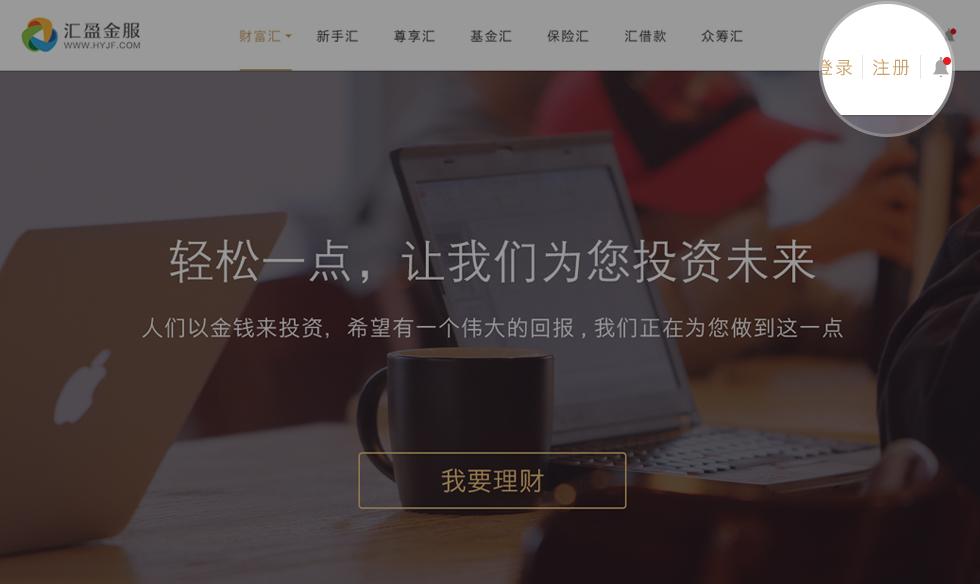 汇盈金服
WWW.HYJF.COM
财富汇
新手汇
尊享汇
基金汇
保险汇
汇借款
众筹汇
登录
注册
轻松一点，让我们为您投资未来
人们以金钱来投资，希望有一个伟大的回报，我们正在为您做到这一点
我要理财